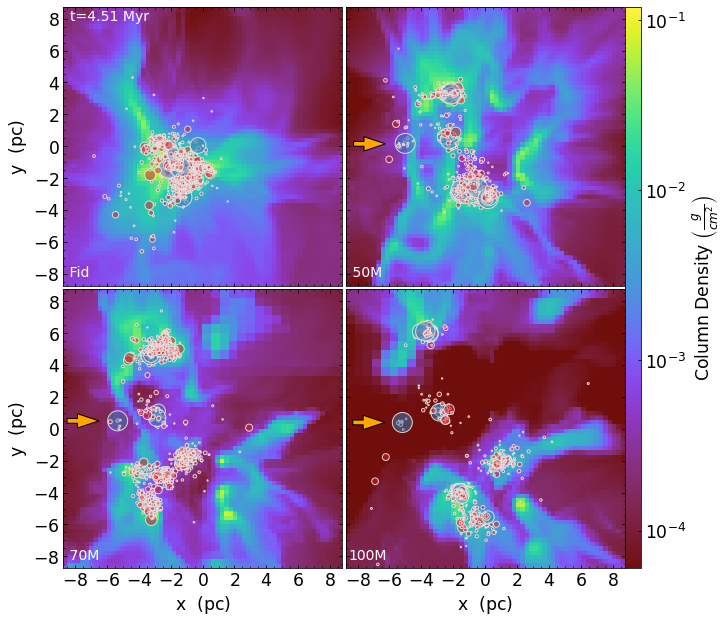 t=4.51 Myr
8
6
4
2
0
−2
−4
−6
−8
y (pc)
Fid
50M
10^{-1}
10^{-2}
10^{-3}
10^{-4}
Column Density (g/cm²)
8
6
4
2
0
−2
−4
−6
−8
y (pc)
70M
100M
−8 −6 −4 −2 0 2 4 6 8
−8 −6 −4 −2 0 2 4 6 8
x (pc)
x (pc)